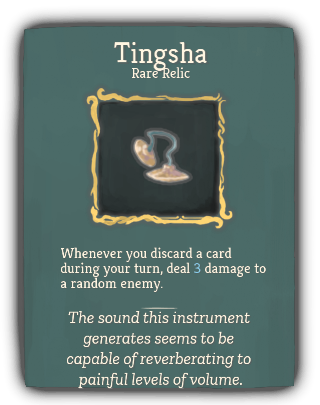 Tingsha
Rare Relic
Whenever you discard a card
during your turn, deal 3 damage to
a random enemy.
The sound this instrument
generates seems to be
capable of reverberating to
painful levels of volume.